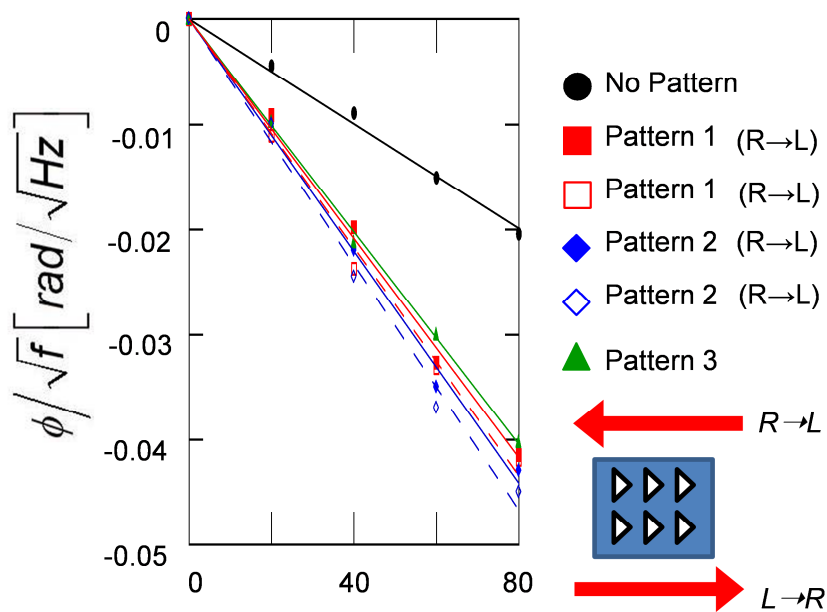 0
-0.01
-0.02
-0.03
-0.04
-0.05
ϕ/√f [rad/√Hz]
0 40 80
No Pattern
Pattern 1 (R→L)
Pattern 1 (R→L)
Pattern 2 (R→L)
Pattern 2 (R→L)
Pattern 3
R→L
L→R